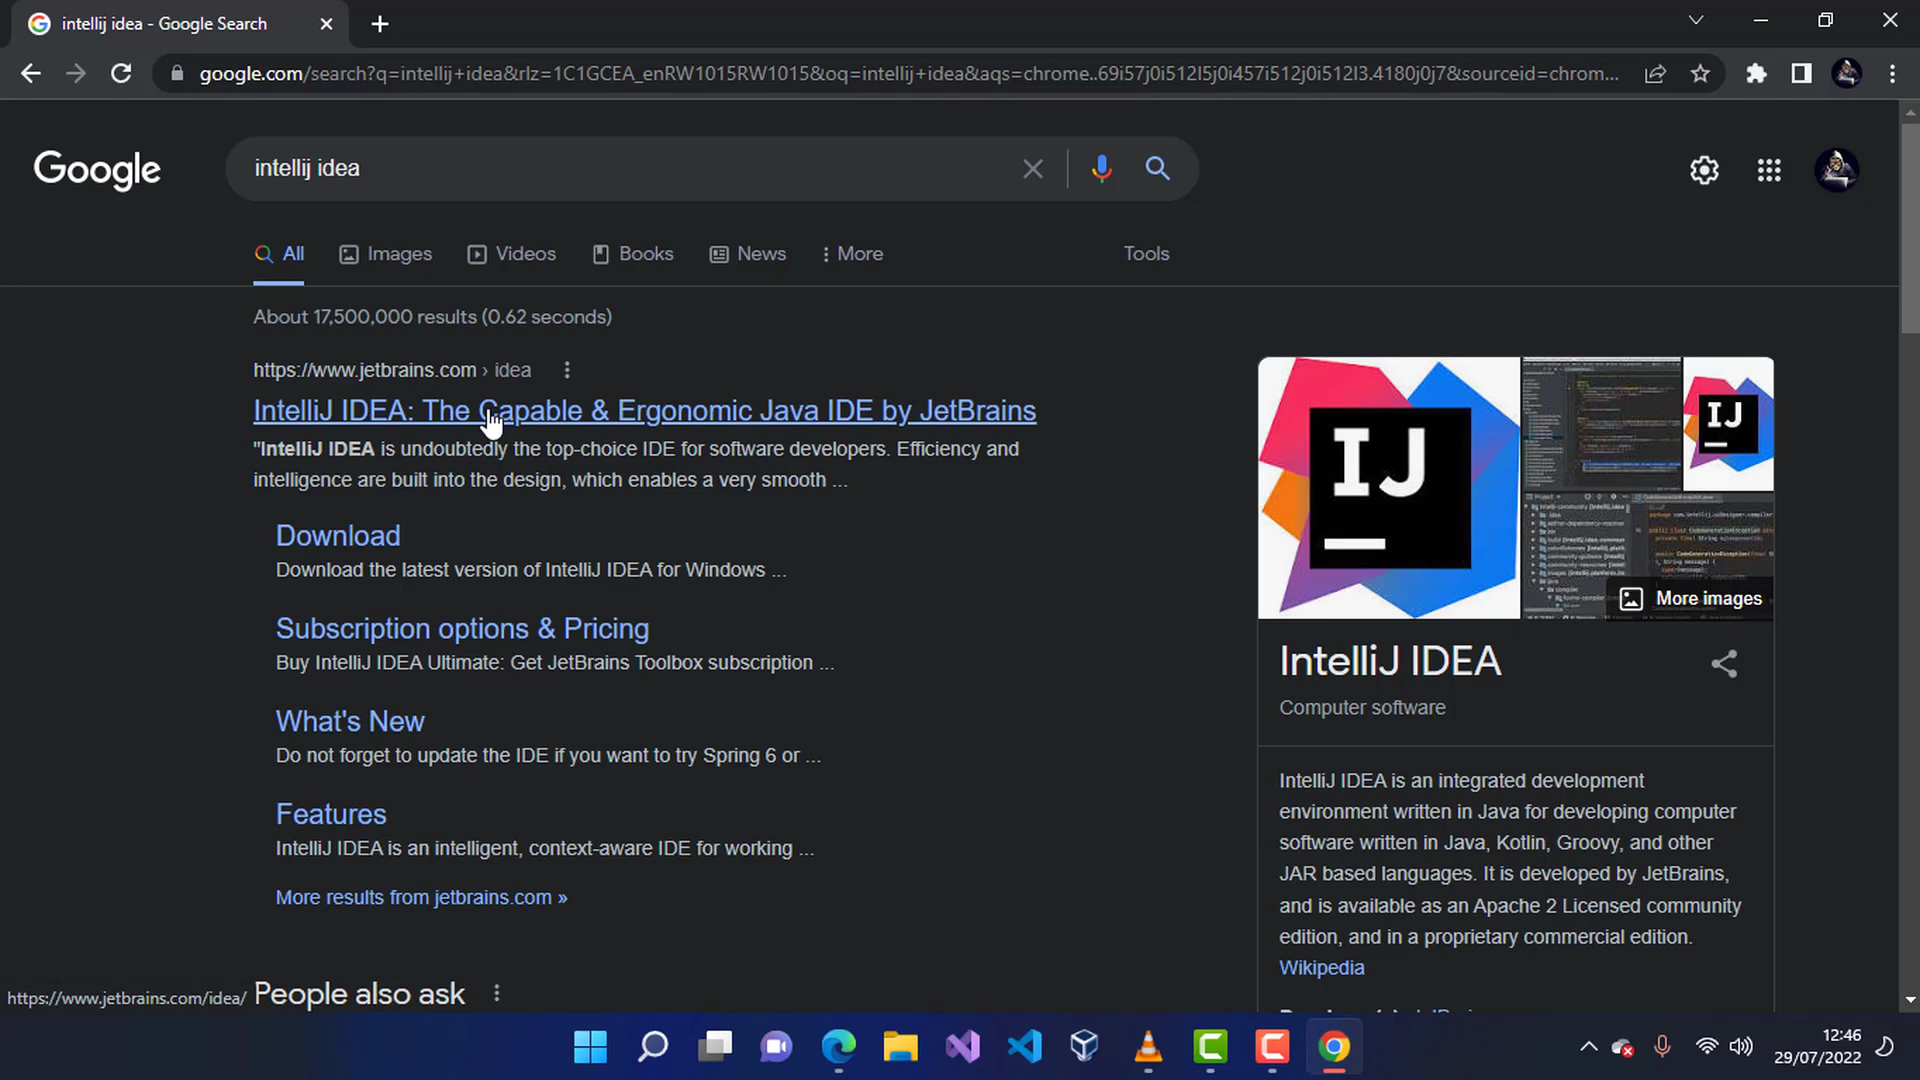 intellij idea - Google Search
google.com/search?q=intellij+idea&rlz=1C1GCEA_enRW1015RW1015&oq=intellij+idea&aqs=chrome..69i57j0i512l5j0i457i512j0i512l3.4180j0j7&sourceid=chrom...
Google
intellij idea
All
Images
Videos
Books
News
More
Tools
About 17,500,000 results (0.62 seconds)
https://www.jetbrains.com › idea
IntelliJ IDEA: The Capable & Ergonomic Java IDE by JetBrains
"IntelliJ IDEA is undoubtedly the top-choice IDE for software developers. Efficiency and
intelligence are built into the design, which enables a very smooth ...
Download
Download the latest version of IntelliJ IDEA for Windows ...
Subscription options & Pricing
Buy IntelliJ IDEA Ultimate: Get JetBrains Toolbox subscription ...
What's New
Do not forget to update the IDE if you want to try Spring 6 or ...
Features
IntelliJ IDEA is an intelligent, context-aware IDE for working ...
More results from jetbrains.com »
People also ask
https://www.jetbrains.com/idea/
IJ
IJ
More images
IntelliJ IDEA
Computer software
IntelliJ IDEA is an integrated development
environment written in Java for developing computer
software written in Java, Kotlin, Groovy, and other
JAR based languages. It is developed by JetBrains,
and is available as an Apache 2 Licensed community
edition, and in a proprietary commercial edition.
Wikipedia
12:46
29/07/2022